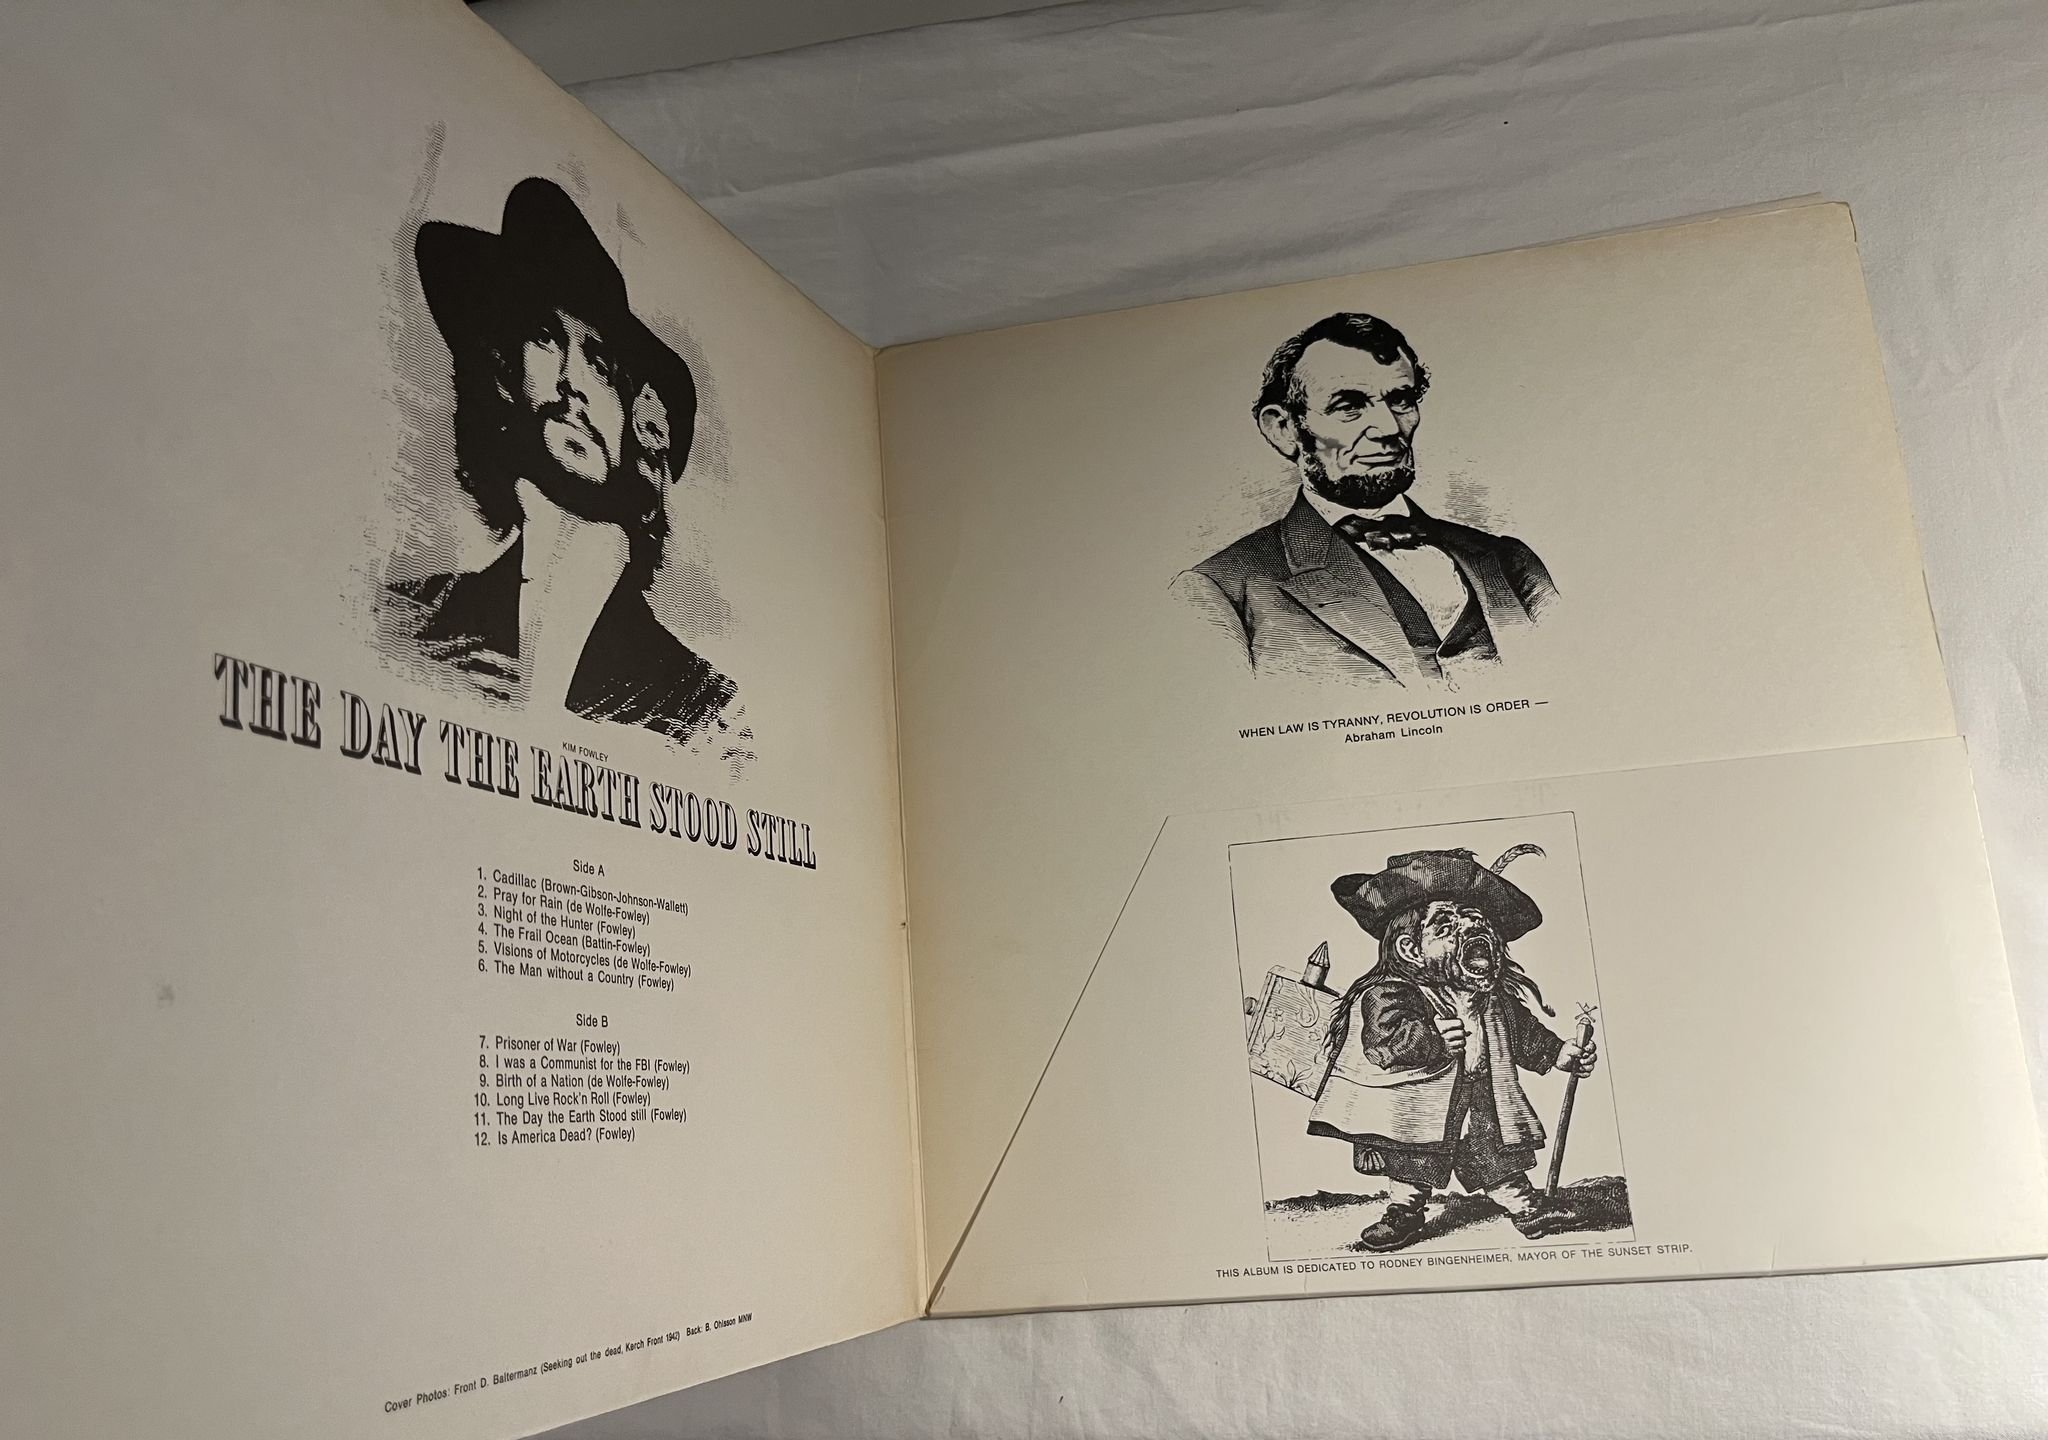 KIM FOWLEY
THE DAY THE EARTH STOOD STILL
Side A
1. Cadillac (Brown-Gibson-Johnson-Wallett)
2. Pray for Rain (de Wolfe-Fowley)
3. Night of the Hunter (Fowley)
4. The Frail Ocean (Battin-Fowley)
5. Visions of Motorcycles (de Wolfe-Fowley)
6. The Man without a Country (Fowley)
Side B
7. Prisoner of War (Fowley)
8. I was a Communist for the FBI (Fowley)
9. Birth of a Nation (de Wolfe-Fowley)
10. Long Live Rock'n Roll (Fowley)
11. The Day the Earth Stood still (Fowley)
12. Is America Dead? (Fowley)
Cover Photos: Front D. Baltermanz (Seeking out the dead, Kerch Front 1942) Back: B. Ohlsson MNW
WHEN LAW IS TYRANNY, REVOLUTION IS ORDER —
Abraham Lincoln
THIS ALBUM IS DEDICATED TO RODNEY BINGENHEIMER, MAYOR OF THE SUNSET STRIP.